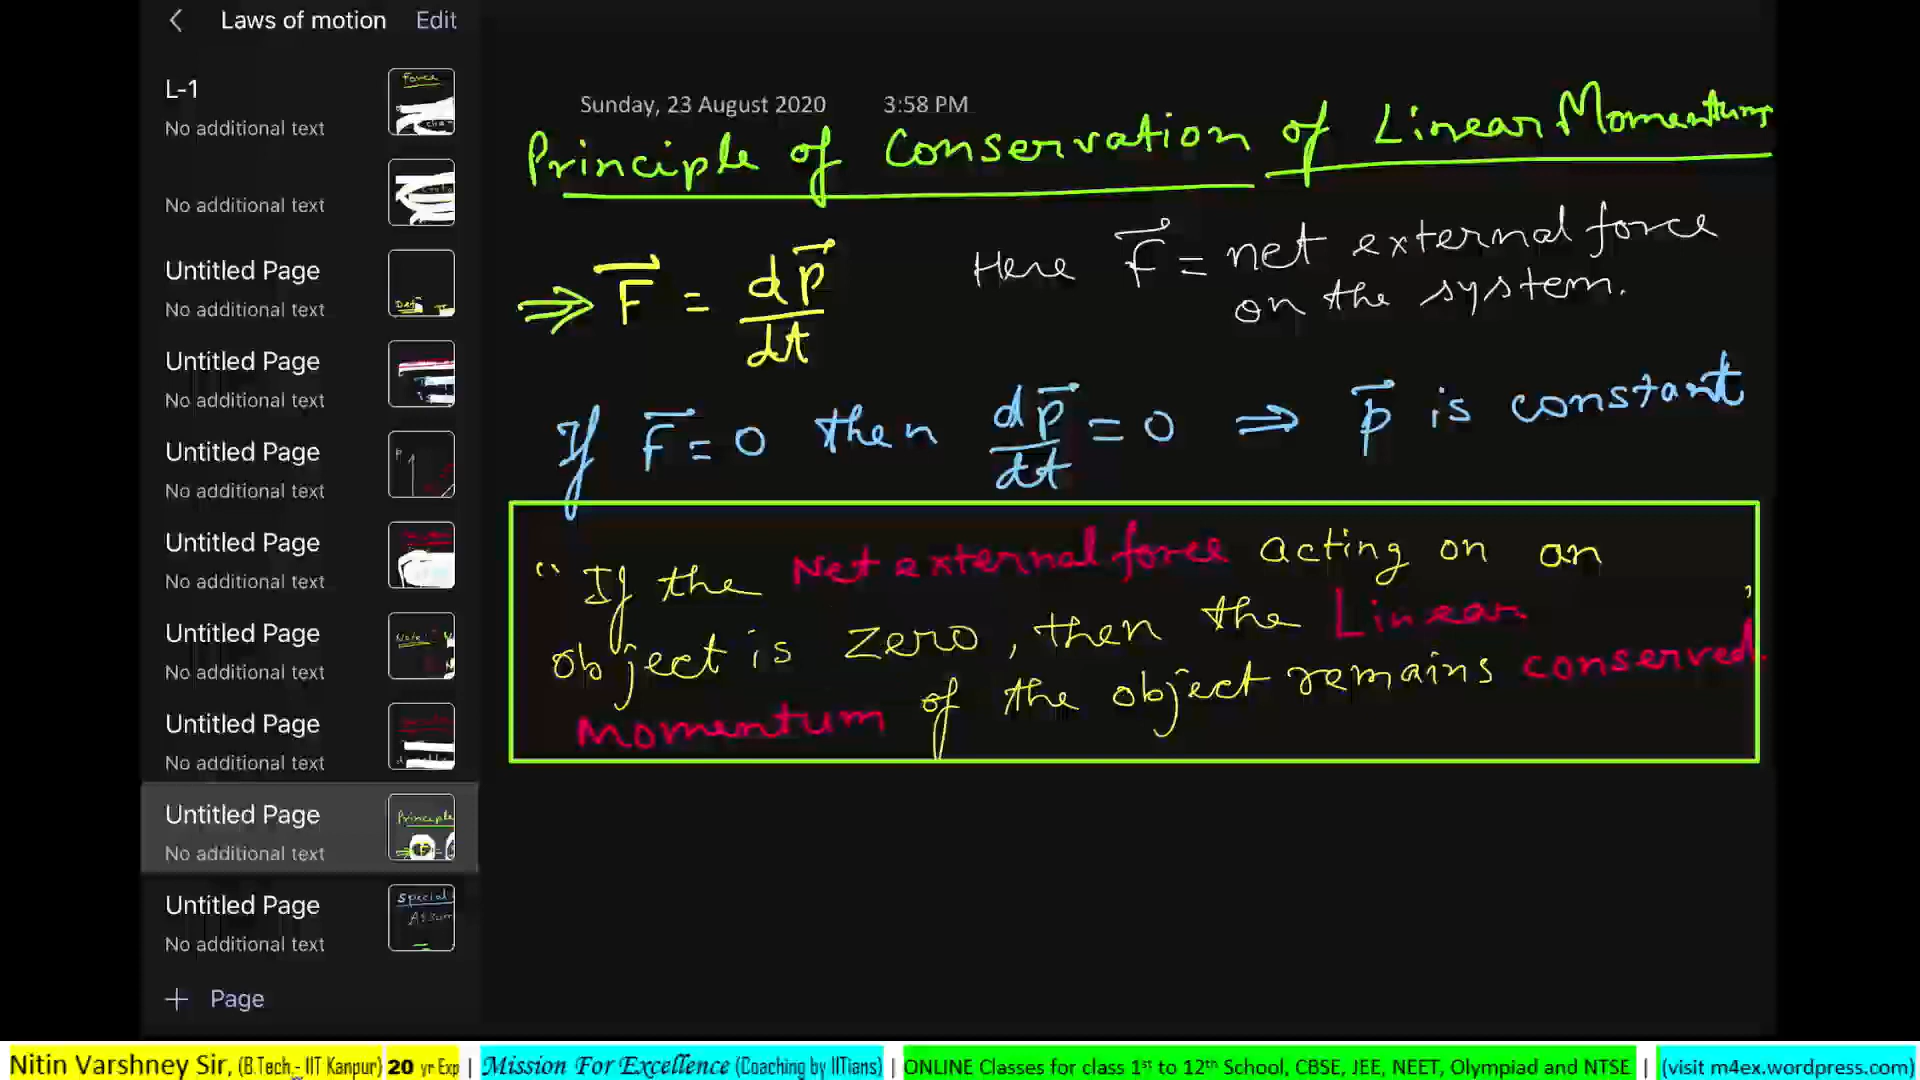 Laws of motion Edit
L-1
No additional text
No additional text
Untitled Page
No additional text
Untitled Page
No additional text
Untitled Page
No additional text
Untitled Page
No additional text
Untitled Page
No additional text
Untitled Page
No additional text
Untitled Page
No additional text
Untitled Page
No additional text
+ Page
Force
Note:
Principle
Special
Sunday, 23 August 2020 3:58 PM
Principle of Conservation of Linear Momentum
⇒ F⃗ = dp⃗/dt
Here F⃗ = net external force
on the system.
If F⃗ = 0 then dp⃗/dt = 0 ⇒ p⃗ is constant
"If the Net external force acting on an
object is zero, then the Linear
Momentum of the object remains conserved.
Nitin Varshney Sir, (B.Tech.- IIT Kanpur) 20 yr Exp | Mission For Excellence (Coaching by IITians) | ONLINE Classes for class 1st to 12th School, CBSE, JEE, NEET, Olympiad and NTSE | (visit m4ex.wordpress.com)